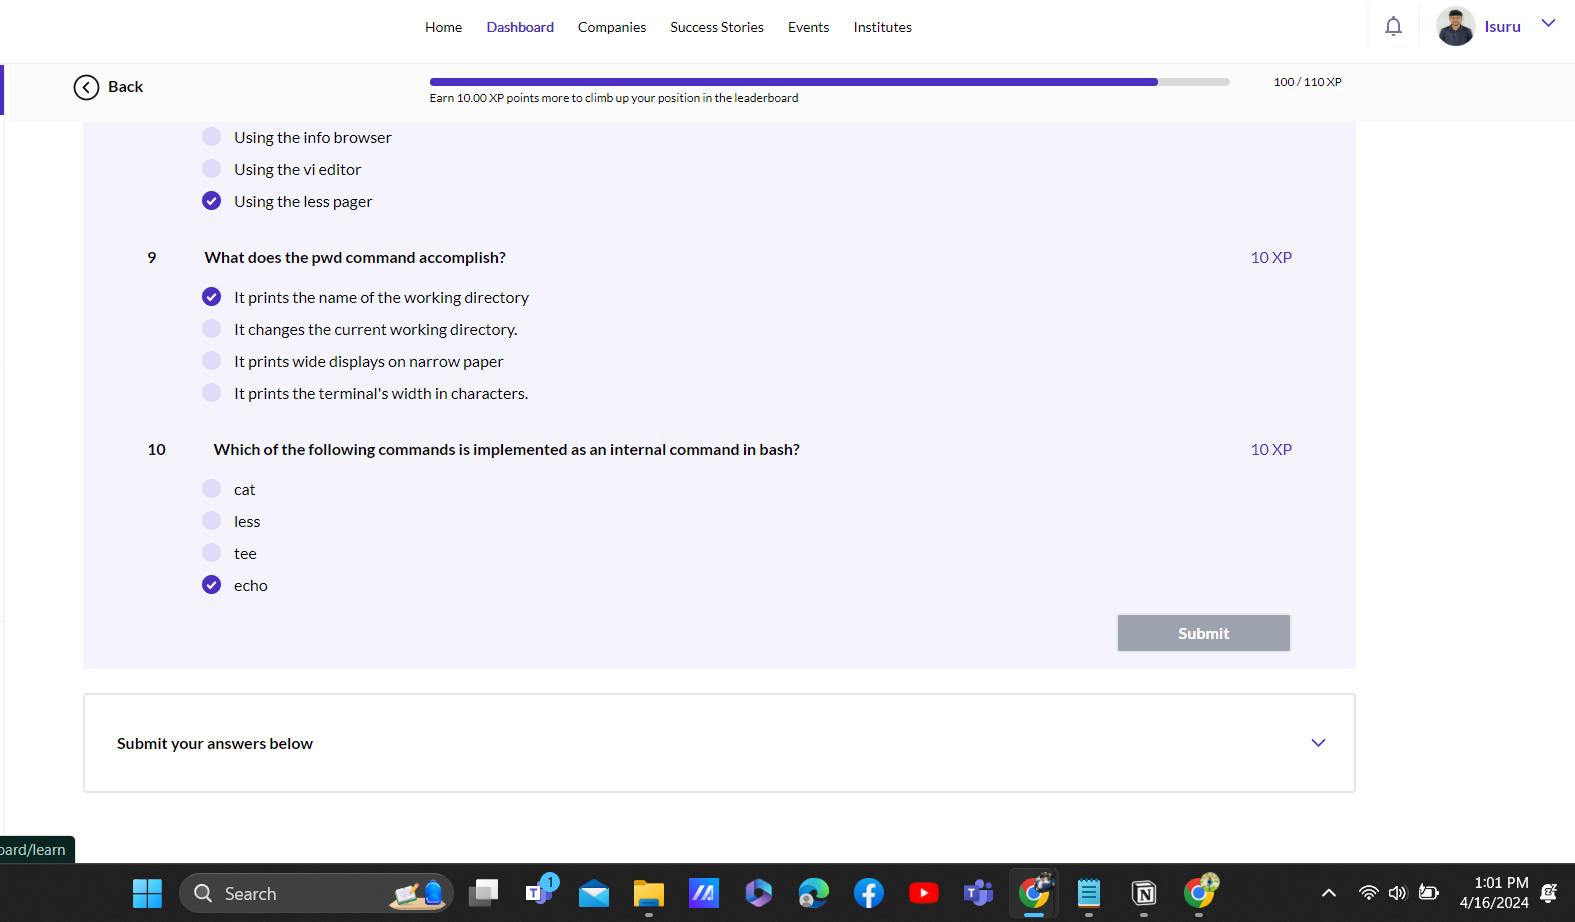 Home Dashboard Companies Success Stories Events Institutes
Isuru
Back
100 / 110 XP
Earn 10.00 XP points more to climb up your position in the leaderboard
Using the info browser
Using the vi editor
Using the less pager
9 What does the pwd command accomplish? 10 XP
It prints the name of the working directory
It changes the current working directory.
It prints wide displays on narrow paper
It prints the terminal's width in characters.
10 Which of the following commands is implemented as an internal command in bash? 10 XP
cat
less
tee
echo
Submit
Submit your answers below
oard/learn
Search
1
1:01 PM
4/16/2024